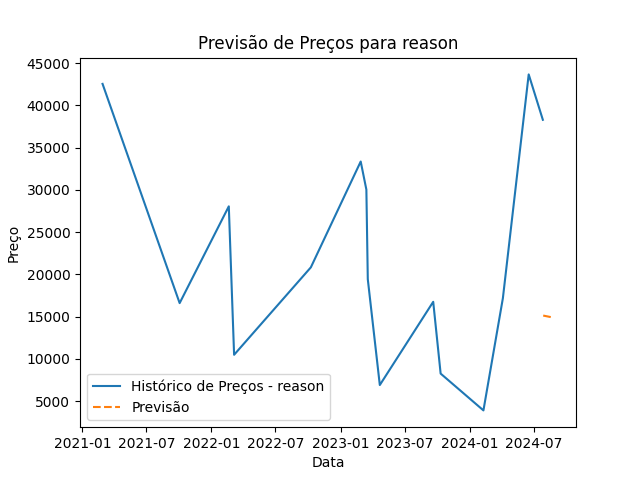 Previsão de Preços para reason
45000
40000
35000
30000
25000
20000
15000
10000
5000
Preço
Histórico de Preços - reason
Previsão
2021-01 2021-07 2022-01 2022-07 2023-01 2023-07 2024-01 2024-07
Data